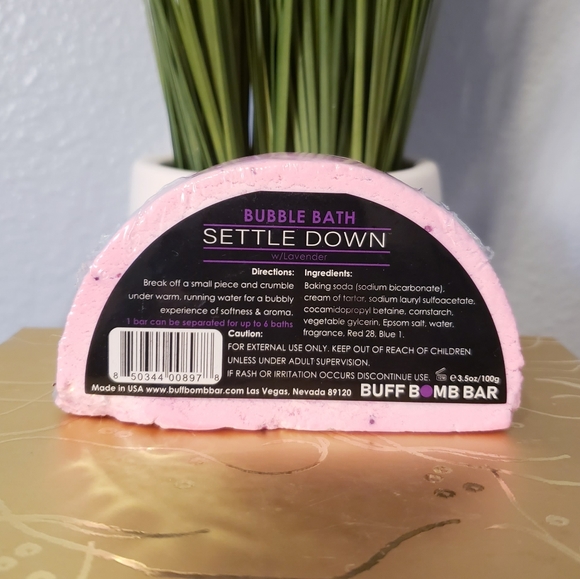 BUBBLE BATH
SETTLE DOWN
w/Lavender
Directions:
Break off a small piece and crumble
under warm, running water for a bubbly
experience of softness & aroma.
1 bar can be separated for up to 6 baths
Ingredients:
Baking soda (sodium bicarbonate),
cream of tartar, sodium lauryl sulfoacetate,
cocamidopropyl betaine, cornstarch,
vegetable gylcerin, Epsom salt, water,
fragrance, Red 28, Blue 1.
Caution:
FOR EXTERNAL USE ONLY. KEEP OUT OF REACH OF CHILDREN
UNLESS UNDER ADULT SUPERVISION.
IF RASH OR IRRITATION OCCURS DISCONTINUE USE.
8 50344 00897 8
e 3.5oz/100g
Made in USA www.buffbombbar.com Las Vegas, Nevada 89120
BUFF BOMB BAR